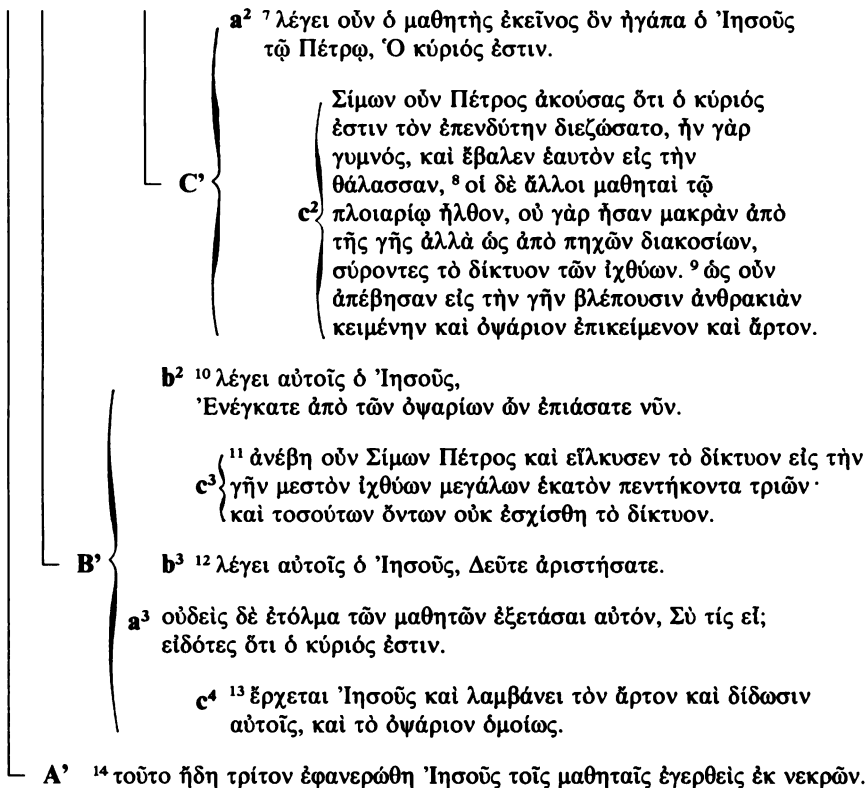 a² ⁷ λέγει οὖν ὁ μαθητὴς ἐκεῖνος ὃν ἠγάπα ὁ Ἰησοῦς
τῷ Πέτρῳ, Ὁ κύριός ἐστιν.
Σίμων οὖν Πέτρος ἀκούσας ὅτι ὁ κύριός
ἐστιν τὸν ἐπενδύτην διεζώσατο, ἦν γὰρ
γυμνός, καὶ ἔβαλεν ἑαυτὸν εἰς τὴν
C’ θάλασσαν, ⁸ οἱ δὲ ἄλλοι μαθηταὶ τῷ
c² πλοιαρίῳ ἦλθον, οὐ γὰρ ἦσαν μακρὰν ἀπὸ
τῆς γῆς ἀλλὰ ὡς ἀπὸ πηχῶν διακοσίων,
σύροντες τὸ δίκτυον τῶν ἰχθύων. ⁹ ὡς οὖν
ἀπέβησαν εἰς τὴν γῆν βλέπουσιν ἀνθρακιὰν
κειμένην καὶ ὀψάριον ἐπικείμενον καὶ ἄρτον.
b² ¹⁰ λέγει αὐτοῖς ὁ Ἰησοῦς,
Ἐνέγκατε ἀπὸ τῶν ὀψαρίων ὧν ἐπιάσατε νῦν.
¹¹ ἀνέβη οὖν Σίμων Πέτρος καὶ εἵλκυσεν τὸ δίκτυον εἰς τὴν
c³ γῆν μεστὸν ἰχθύων μεγάλων ἑκατὸν πεντήκοντα τριῶν·
καὶ τοσούτων ὄντων οὐκ ἐσχίσθη τὸ δίκτυον.
B’ b³ ¹² λέγει αὐτοῖς ὁ Ἰησοῦς, Δεῦτε ἀριστήσατε.
a³ οὐδεὶς δὲ ἐτόλμα τῶν μαθητῶν ἐξετάσαι αὐτόν, Σὺ τίς εἶ;
εἰδότες ὅτι ὁ κύριός ἐστιν.
c⁴ ¹³ ἔρχεται Ἰησοῦς καὶ λαμβάνει τὸν ἄρτον καὶ δίδωσιν
αὐτοῖς, καὶ τὸ ὀψάριον ὁμοίως.
A’ ¹⁴ τοῦτο ἤδη τρίτον ἐφανερώθη Ἰησοῦς τοῖς μαθηταῖς ἐγερθεὶς ἐκ νεκρῶν.